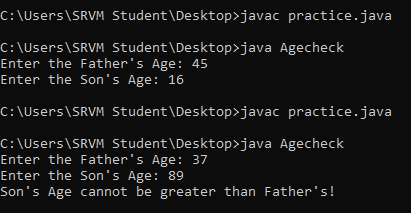 C:\Users\SRVM Student\Desktop>javac practice.java
C:\Users\SRVM Student\Desktop>java Agecheck
Enter the Father's Age: 45
Enter the Son's Age: 16
C:\Users\SRVM Student\Desktop>javac practice.java
C:\Users\SRVM Student\Desktop>java Agecheck
Enter the Father's Age: 37
Enter the Son's Age: 89
Son's Age cannot be greater than Father's!